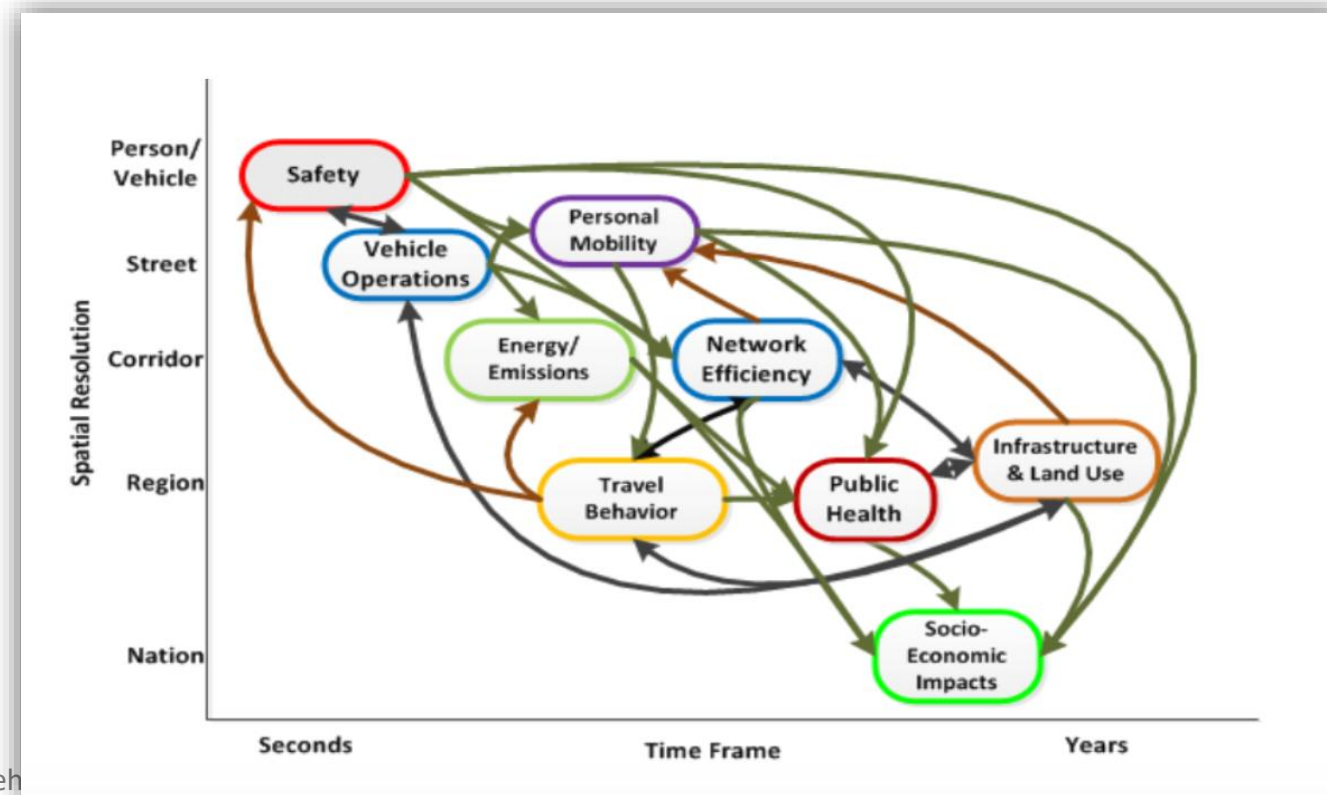 Person/
Vehicle
Safety
Personal
Mobility
Street
Vehicle
Operations
Corridor
Energy/
Emissions
Network
Efficiency
Spatial Resolution
Region
Travel
Behavior
Public
Health
Infrastructure
& Land Use
Nation
Socio-
Economic
Impacts
Seconds
Time Frame
Years
eh